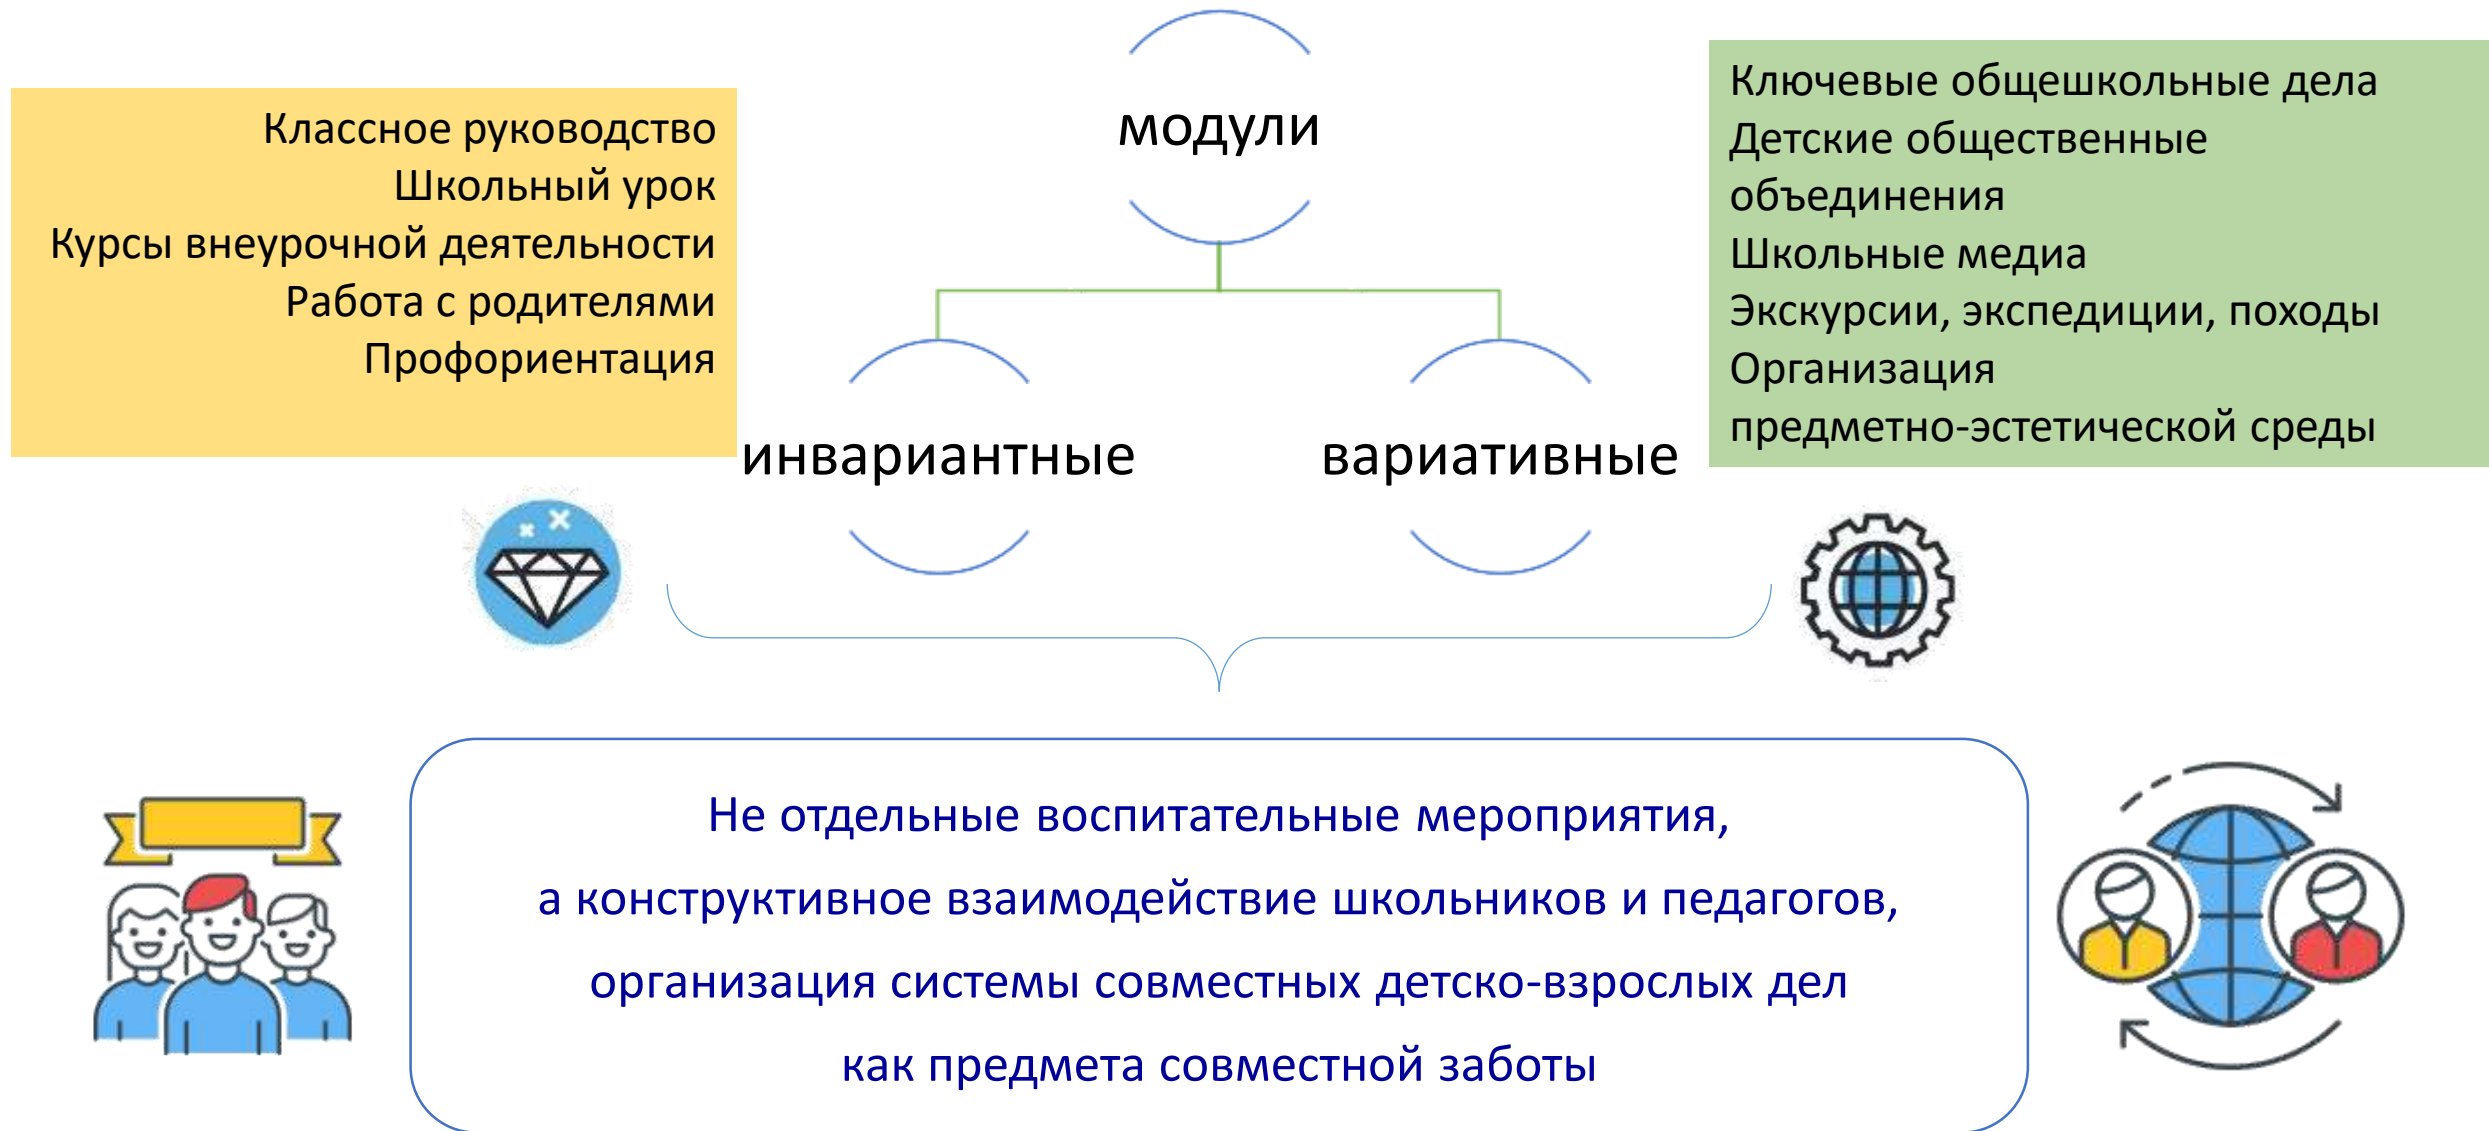 модули
Классное руководство
Школьный урок
Курсы внеурочной деятельности
Работа с родителями
Профориентация
Ключевые общешкольные дела
Детские общественные
объединения
Школьные медиа
Экскурсии, экспедиции, походы
Организация
предметно-эстетической среды
инвариантные
вариативные
Не отдельные воспитательные мероприятия,
а конструктивное взаимодействие школьников и педагогов,
организация системы совместных детско-взрослых дел
как предмета совместной заботы